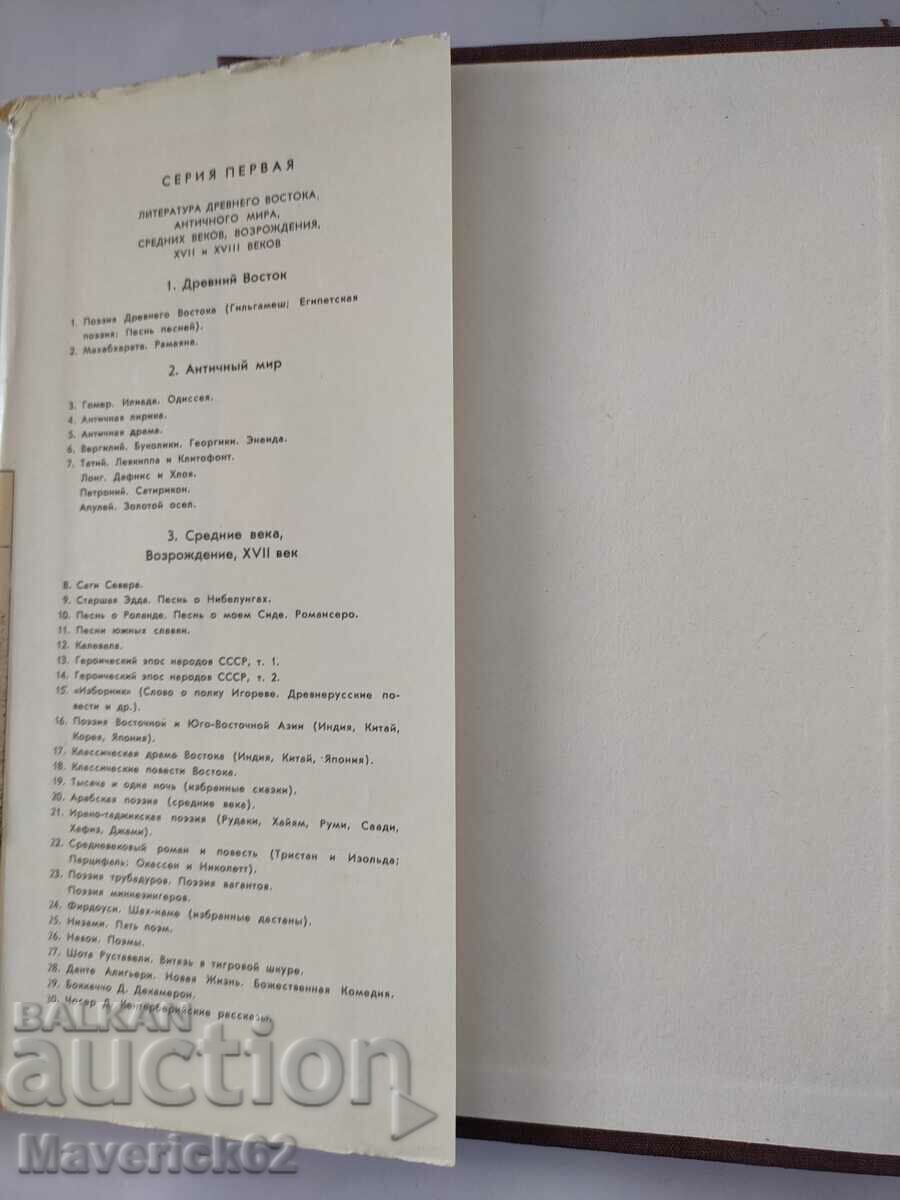 СЕРИЯ ПЕРВАЯ
ЛИТЕРАТУРА ДРЕВНЕГО ВОСТОКА,
АНТИЧНОГО МИРА,
СРЕДНИХ ВЕКОВ, ВОЗРОЖДЕНИЯ,
XVII и XVIII ВЕКОВ
1. Древний Восток
1. Поэзия Древнего Востока (Гильгамеш; Египетская
поэзия; Песнь песней).
2. Махабхарата. Рамаяна.
2. Античный мир
3. Гомер. Илиада. Одиссея.
4. Античная лирика.
5. Античная драма.
6. Вергилий. Буколики. Георгики. Энеида.
7. Татий. Левкиппа и Клитофонт.
Лонг. Дафнис и Хлоя.
Петроний. Сатирикон.
Апулей. Золотой осел.
3. Средние века,
Возрождение, XVII век
8. Саги Севера.
9. Старшая Эдда. Песнь о Нибелунгах.
10. Песнь о Роланде. Песнь о моем Сиде. Романсеро.
11. Песни южных славян.
12. Калевала.
13. Героический эпос народов СССР, т. 1.
14. Героический эпос народов СССР, т. 2.
15. «Изборник» (Слово о полку Игореве. Древнерусские по-
вести и др.).
16. Поэзия Восточной и Юго-Восточной Азии (Индия, Китай,
Корея, Япония).
17. Классическая драма Востока (Индия, Китай, Япония).
18. Классические повести Востока.
19. Тысяча и одна ночь (избранные сказки).
20. Арабская поэзия (средние века).
21. Ирано-таджикская поэзия (Рудаки, Хайям, Руми, Саади,
Хафиз, Джами).
22. Средневековый роман и повесть (Тристан и Изольда;
Парцифаль; Окассен и Николетт).
23. Поэзия трубадуров. Поэзия вагантов.
Поэзия миннезингеров.
24. Фирдоуси. Шах-наме (избранные дастаны).
25. Низами. Пять поэм.
26. Навои. Поэмы.
27. Шота Руставели. Витязь в тигровой шкуре.
28. Данте Алигьери. Новая Жизнь. Божественная Комедия.
29. Боккаччо Д. Декамерон.
30. Чосер Д. Кентерберийские рассказы.
BALKAN
auction
Maverick62